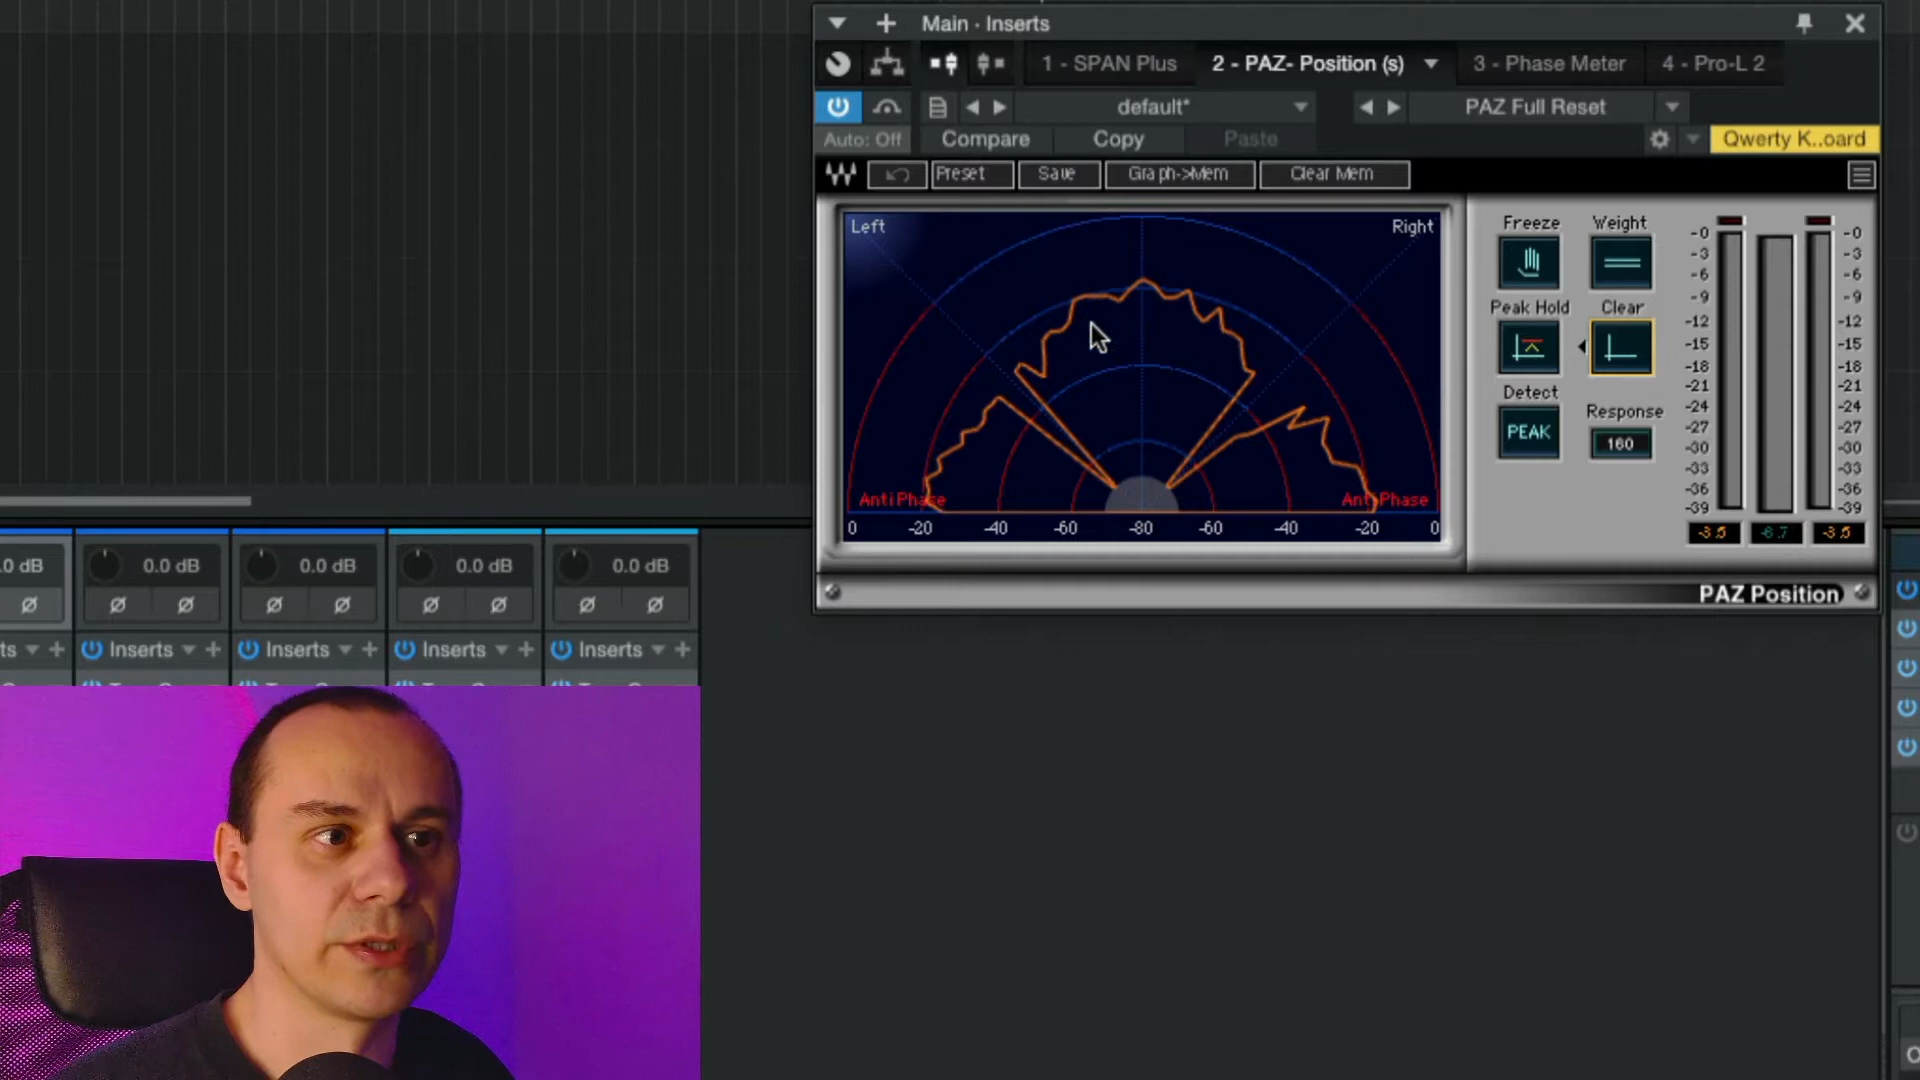 Main · Inserts
1 - SPAN Plus 2 - PAZ- Position (s) 3 - Phase Meter 4 - Pro-L 2
default* PAZ Full Reset
Auto: Off Compare Copy Paste Qwerty K..oard
Preset Save Graph->Mem Clear Mem
Left Right
Freeze Weight
Peak Hold Clear
Detect
PEAK
Response
160
-0 -0
-3 -3
-6 -6
-9 -9
-12 -12
-15 -15
-18 -18
-21 -21
-24 -24
-27 -27
-30 -30
-33 -33
-36 -36
-39 -39
AntiPhase AntiPhase
0 -20 -40 -60 -80 -60 -40 -20 0
-3.5 -6.7 -3.5
PAZ Position
.0 dB 0.0 dB 0.0 dB 0.0 dB 0.0 dB
Ø Ø Ø Ø Ø Ø Ø Ø Ø
ts Inserts Inserts Inserts Inserts